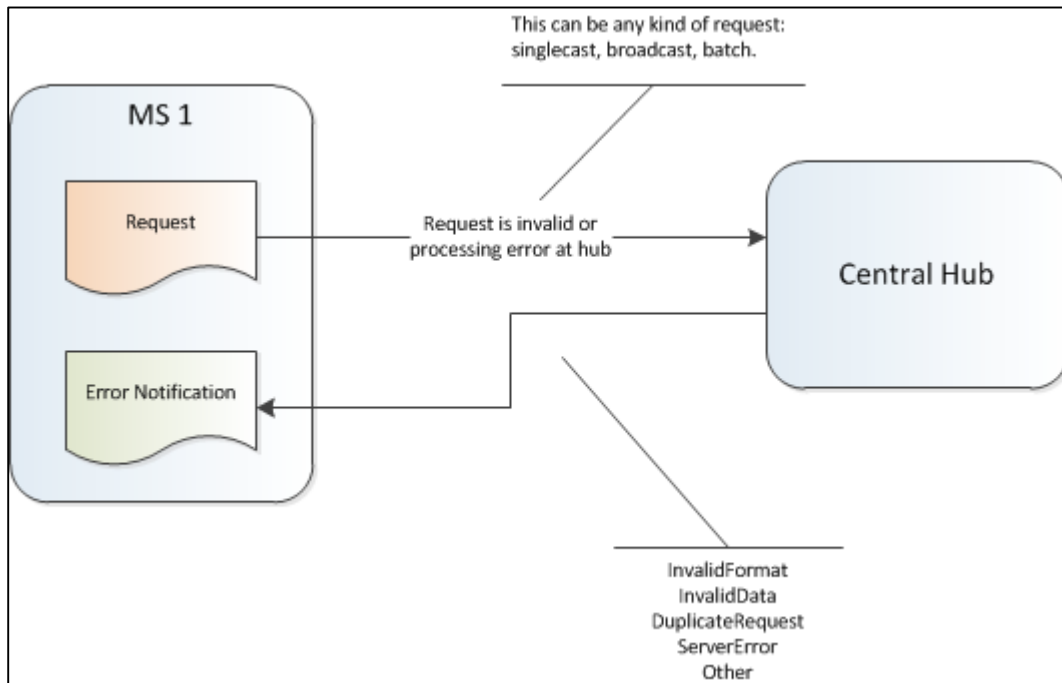 This can be any kind of request:
singlecast, broadcast, batch.
MS 1
Request
Request is invalid or
processing error at hub
Central Hub
Error Notification
InvalidFormat
InvalidData
DuplicateRequest
ServerError
Other